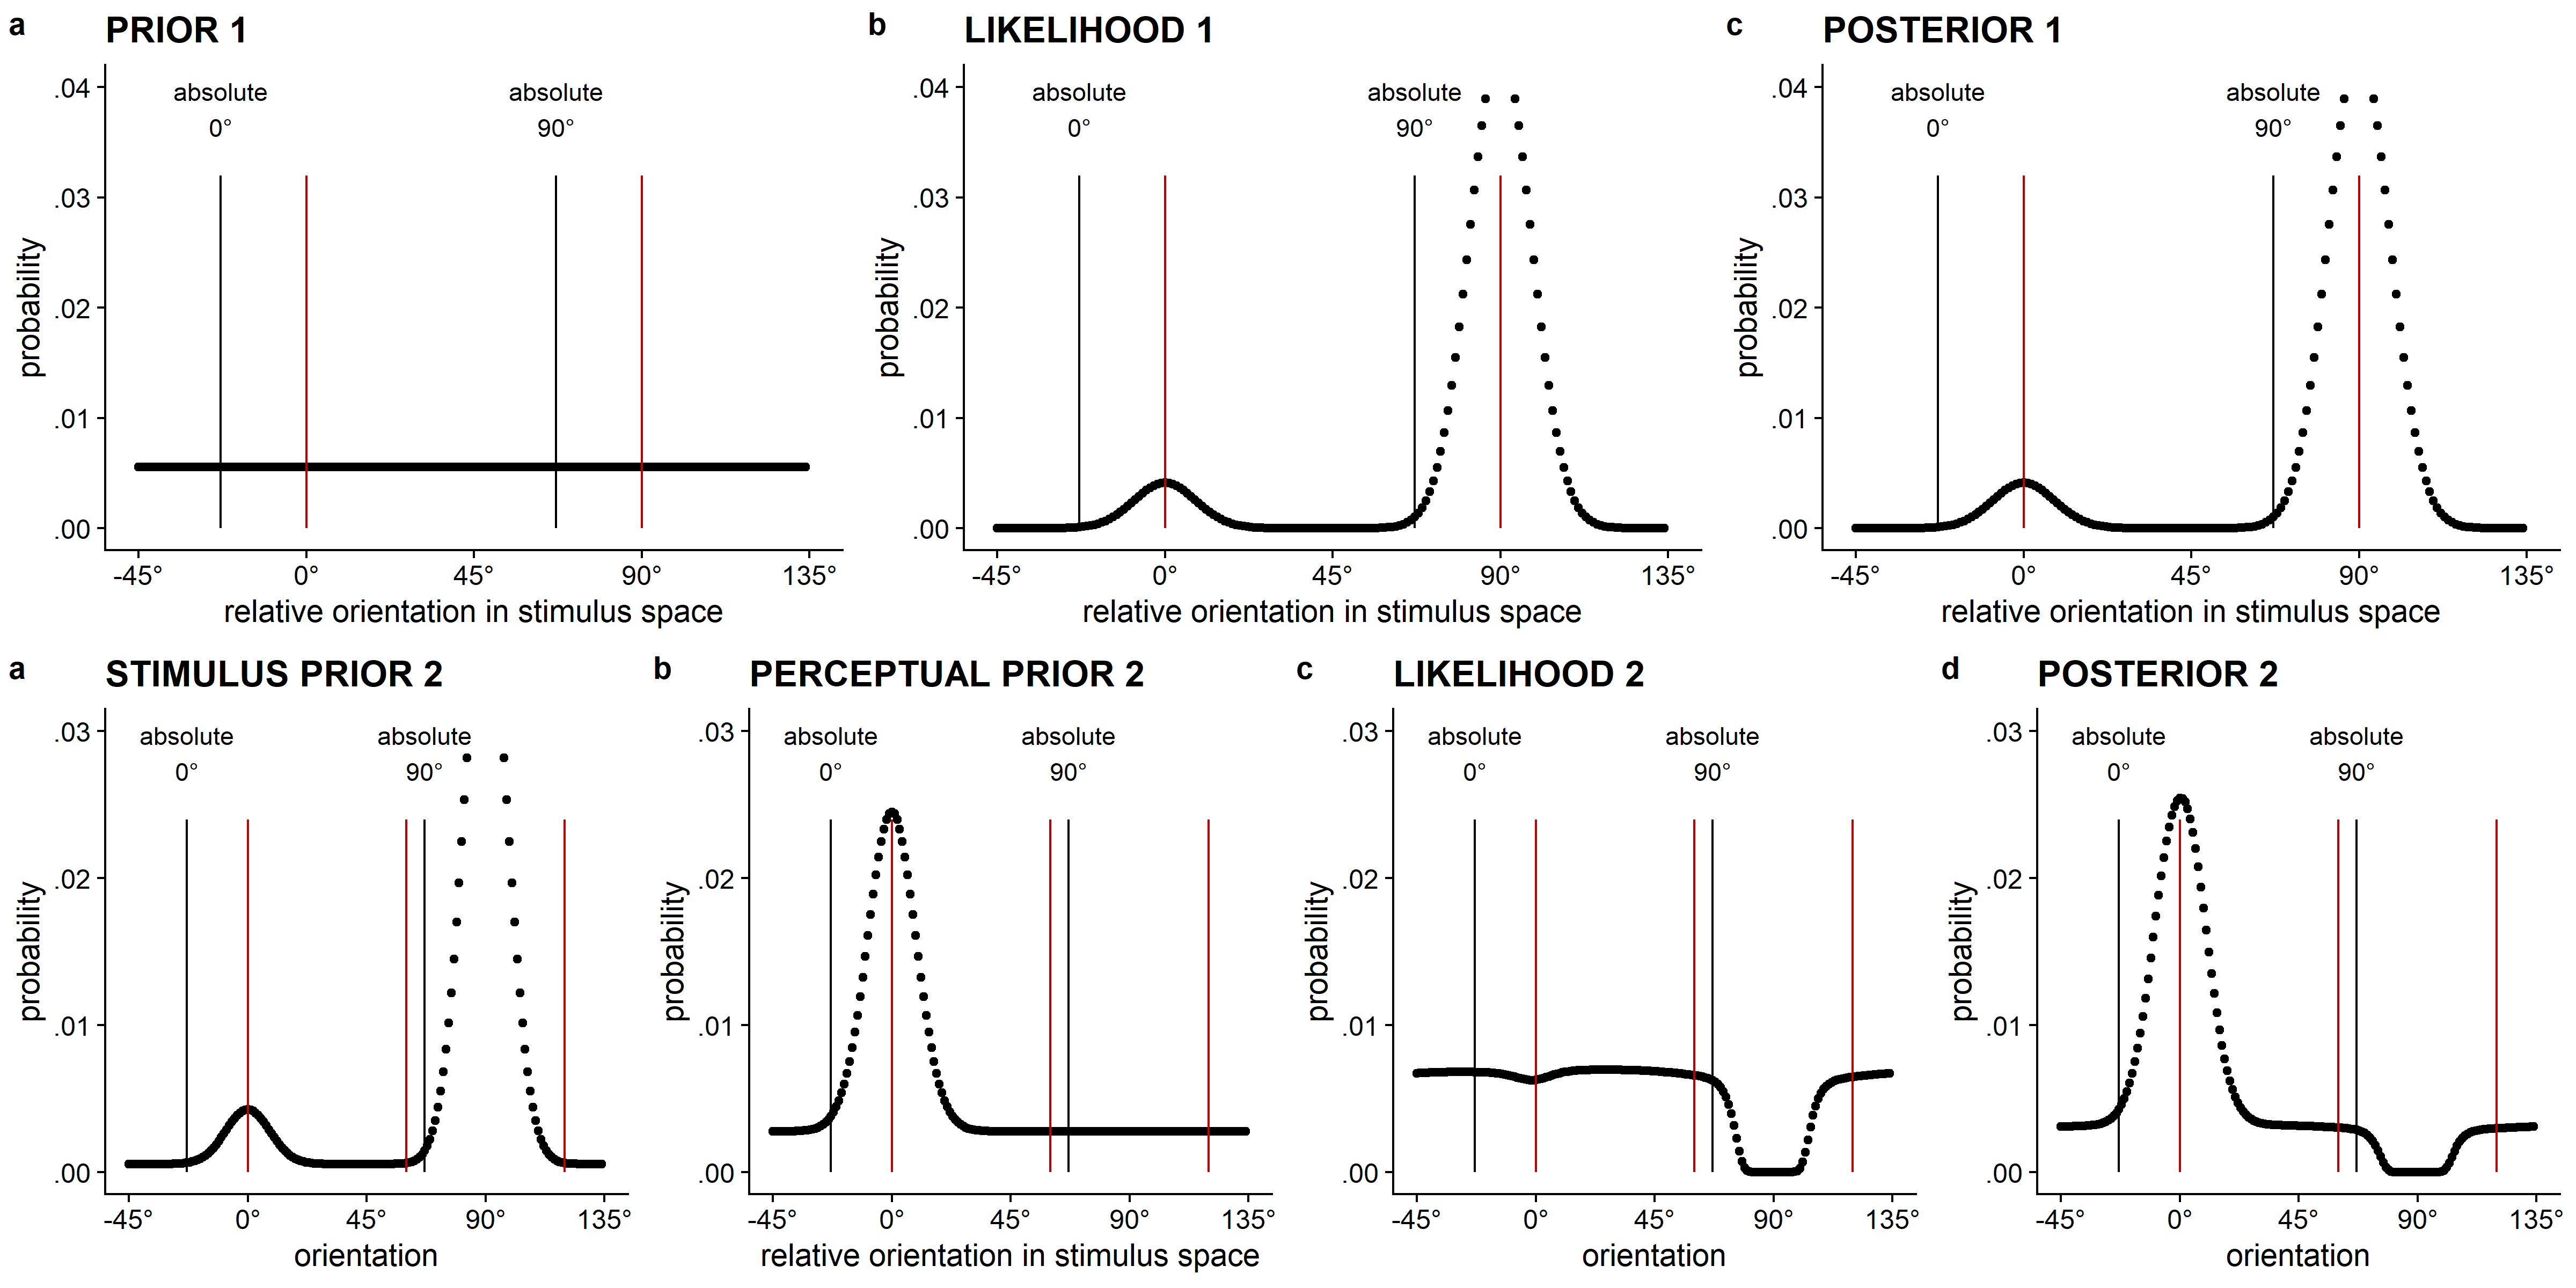 a PRIOR 1
.04
.03
.02
.01
.00
absolute
0°
absolute
90°
probability
-45° 0° 45° 90° 135°
relative orientation in stimulus space
b LIKELIHOOD 1
.04
.03
.02
.01
.00
absolute
0°
absolute
90°
probability
-45° 0° 45° 90° 135°
relative orientation in stimulus space
c POSTERIOR 1
.04
.03
.02
.01
.00
absolute
0°
absolute
90°
probability
-45° 0° 45° 90° 135°
relative orientation in stimulus space
a STIMULUS PRIOR 2
.03
.02
.01
.00
absolute
0°
absolute
90°
probability
-45° 0° 45° 90° 135°
orientation
b PERCEPTUAL PRIOR 2
.03
.02
.01
.00
absolute
0°
absolute
90°
probability
-45° 0° 45° 90° 135°
relative orientation in stimulus space
c LIKELIHOOD 2
.03
.02
.01
.00
absolute
0°
absolute
90°
probability
-45° 0° 45° 90° 135°
orientation
d POSTERIOR 2
.03
.02
.01
.00
absolute
0°
absolute
90°
probability
-45° 0° 45° 90° 135°
orientation